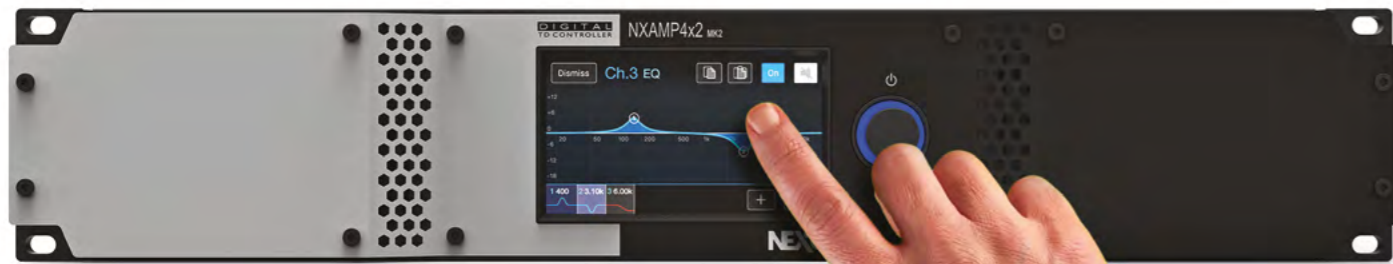 DIGITAL
TD CONTROLLER
NXAMP4x2 MK2
Dismiss Ch.3 EQ On
+12
+6
0
20 50 100 200 500 1k
-6
-12
-18
1 400 2 3.10k 3 6.00k
+